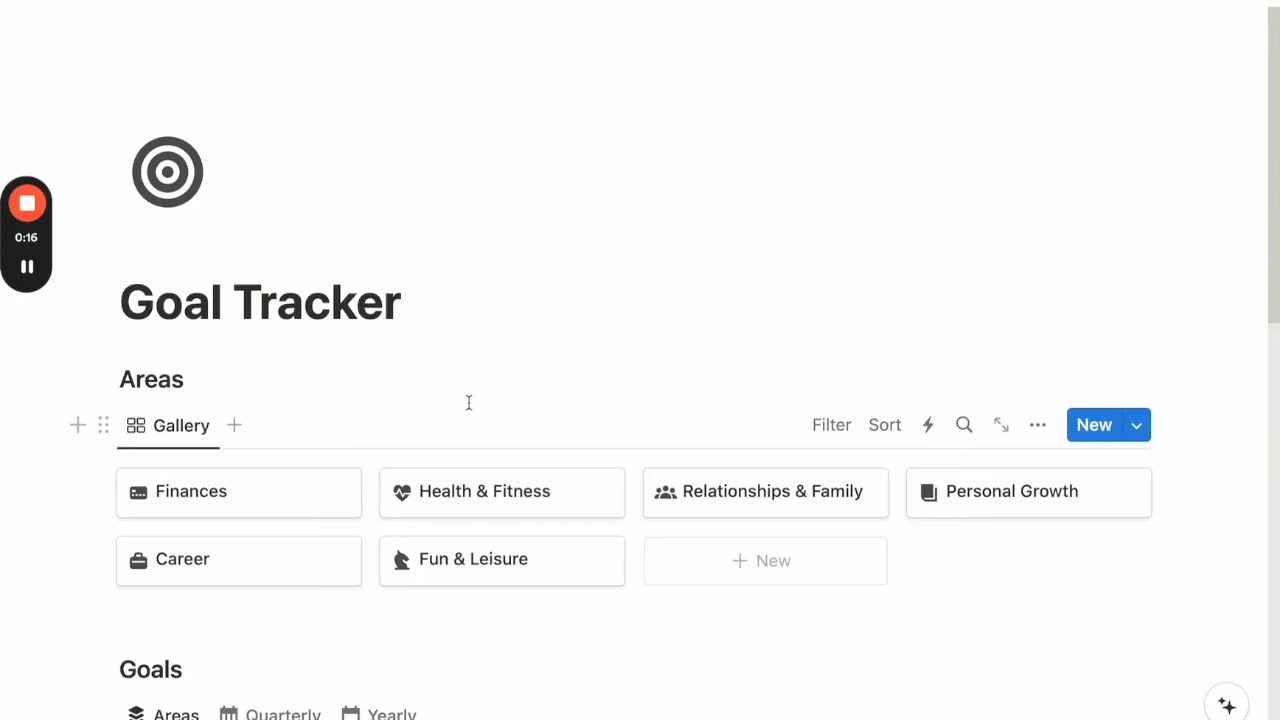 0:16
Goal Tracker
Areas
Gallery
Filter Sort New
Finances Health & Fitness Relationships & Family Personal Growth
Career Fun & Leisure New
Goals
Areas Quarterly Yearly